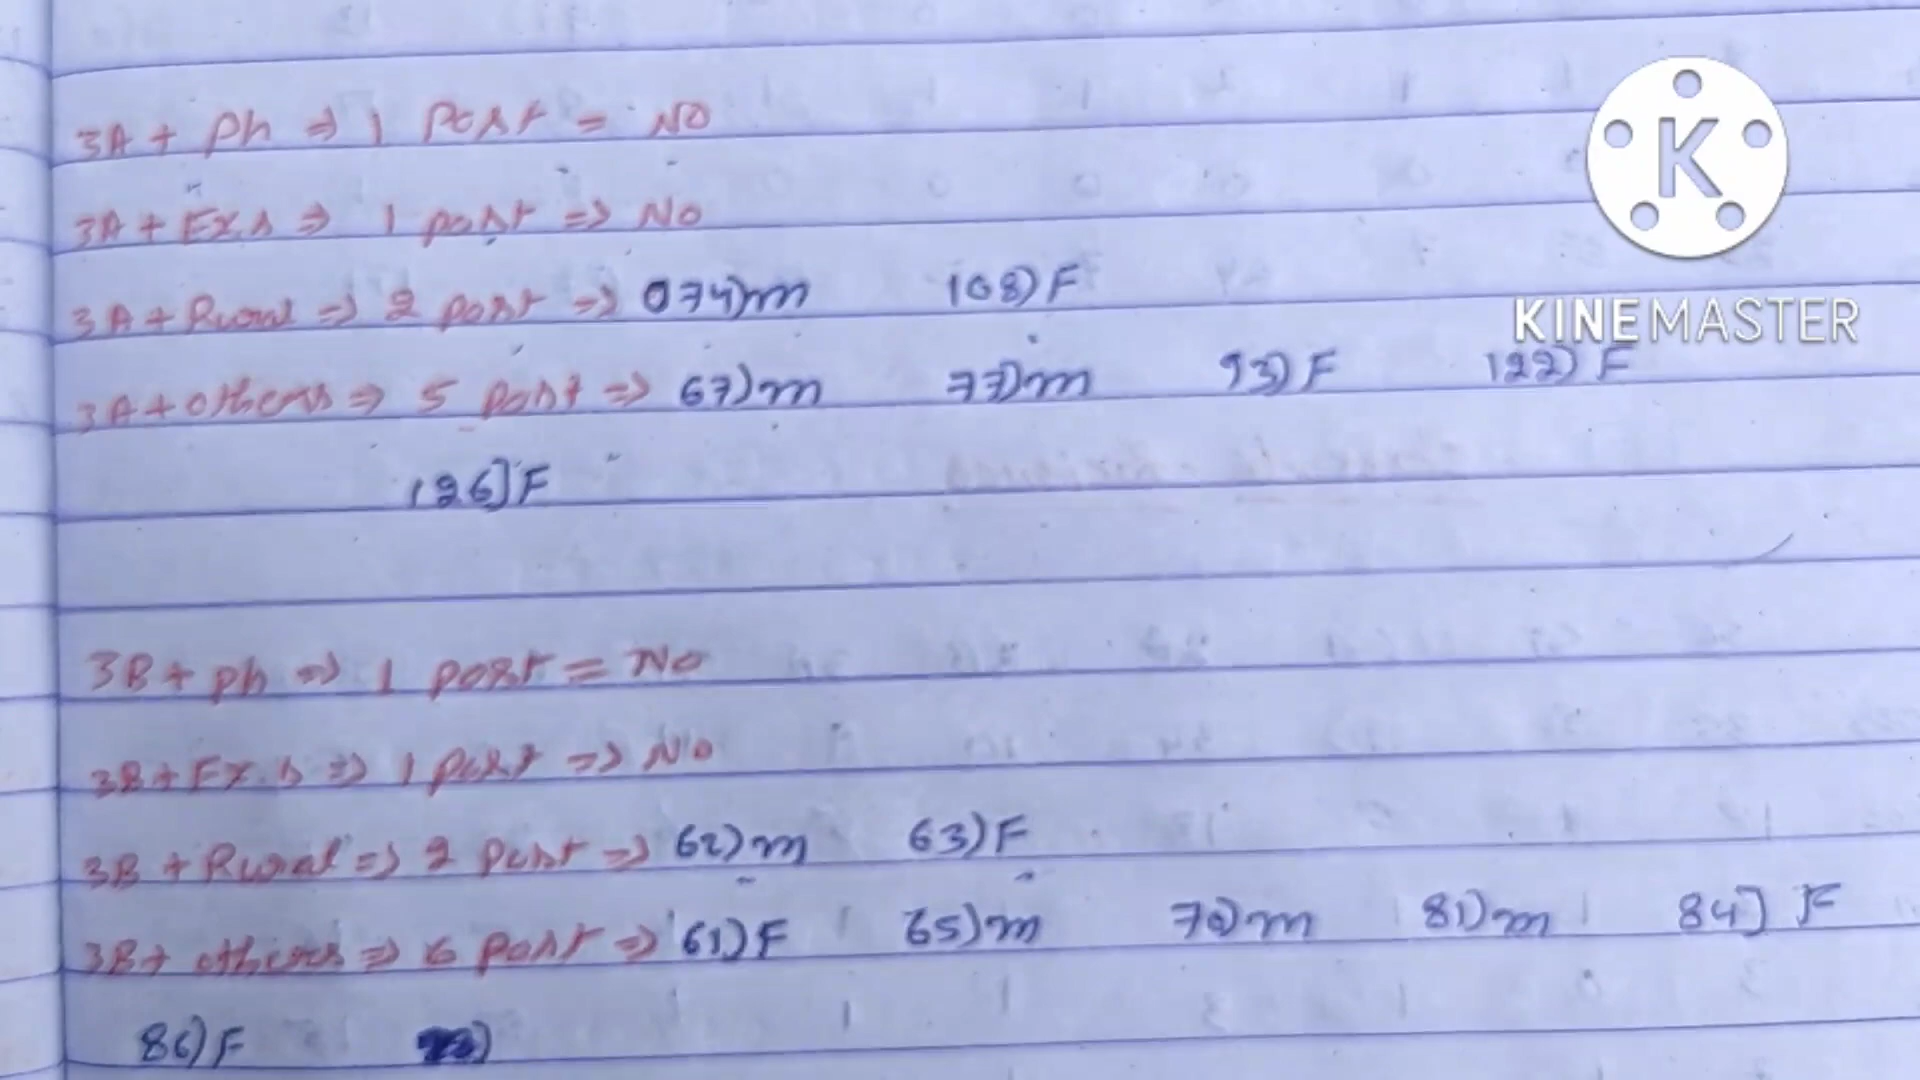 3A + Ph ⇒ 1 Post = NO
3A + Ex.s ⇒ 1 post => No
3A + Rural => 2 post => 074)m 108) F
3A + others => 5 post => 67)m 77)m 93) F 122) F
126] F
3B + ph => 1 post = No
3B + Ex.s => 1 post => No
3B + Rural => 2 post => 62)m 63) F
3B + others => 6 post => 61) F 65)m 70)m 81)m 84] F
86) F
K
KINEMASTER